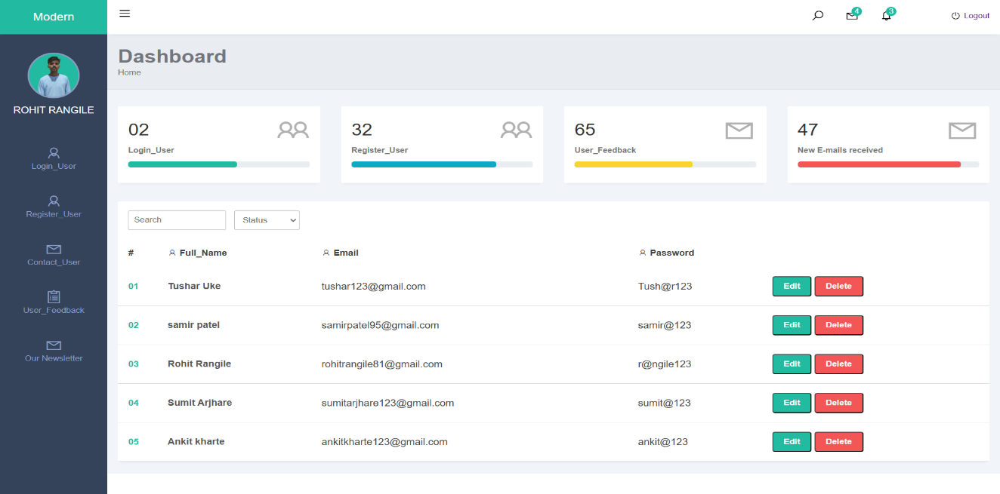 Modern
4
3
Logout
Dashboard
Home
ROHIT RANGILE
Login_User
Register_User
Contact_User
User_Feedback
Our Newsletter
02
Login_User
32
Register_User
65
User_Feedback
47
New E-mails received
Search
Status
# Full_Name Email Password
01 Tushar Uke tushar123@gmail.com Tush@r123 Edit Delete
02 samir patel samirpatel95@gmail.com samir@123 Edit Delete
03 Rohit Rangile rohitrangile81@gmail.com r@ngile123 Edit Delete
04 Sumit Arjhare sumitarjhare123@gmail.com sumit@123 Edit Delete
05 Ankit kharte ankitkharte123@gmail.com ankit@123 Edit Delete